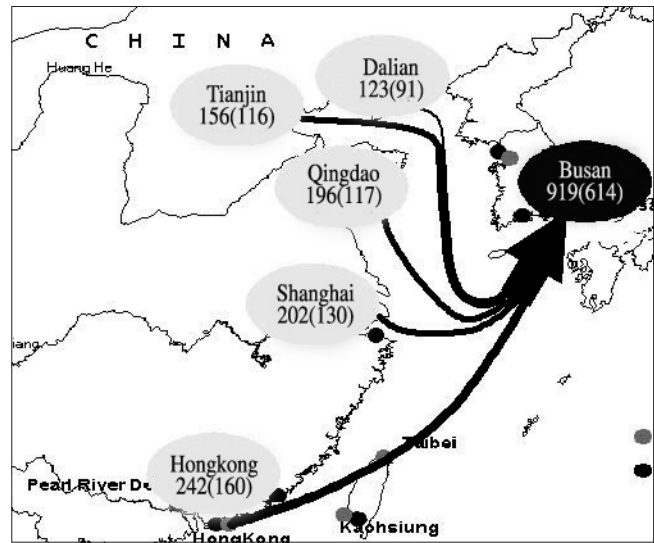 C H I N A
Huang He
Dalian
123(91)
Tianjin
156(116)
Busan
919(614)
Qingdao
196(117)
Shanghai
202(130)
iang
Taibei
Hongkong
242(160)
Pearl River De
HongKong
Kaohsiung